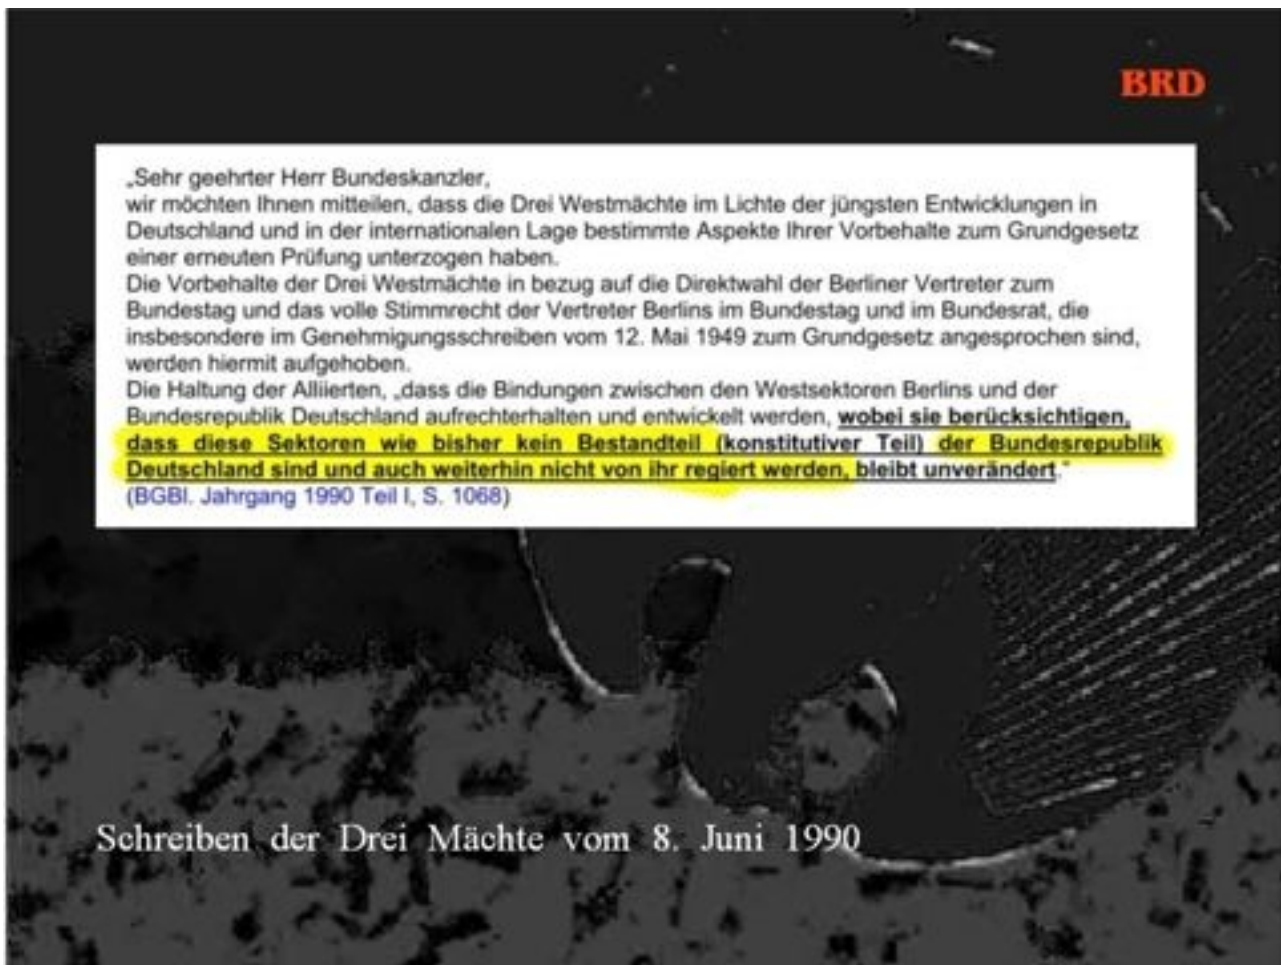 BRD
„Sehr geehrter Herr Bundeskanzler,
wir möchten Ihnen mitteilen, dass die Drei Westmächte im Lichte der jüngsten Entwicklungen in
Deutschland und in der internationalen Lage bestimmte Aspekte Ihrer Vorbehalte zum Grundgesetz
einer erneuten Prüfung unterzogen haben.
Die Vorbehalte der Drei Westmächte in bezug auf die Direktwahl der Berliner Vertreter zum
Bundestag und das volle Stimmrecht der Vertreter Berlins im Bundestag und im Bundesrat, die
insbesondere im Genehmigungsschreiben vom 12. Mai 1949 zum Grundgesetz angesprochen sind,
werden hiermit aufgehoben.
Die Haltung der Alliierten, „dass die Bindungen zwischen den Westsektoren Berlins und der
Bundesrepublik Deutschland aufrechterhalten und entwickelt werden, wobei sie berücksichtigen,
dass diese Sektoren wie bisher kein Bestandteil (konstitutiver Teil) der Bundesrepublik
Deutschland sind und auch weiterhin nicht von ihr regiert werden, bleibt unverändert.“
(BGBl. Jahrgang 1990 Teil I, S. 1068)
Schreiben der Drei Mächte vom 8. Juni 1990